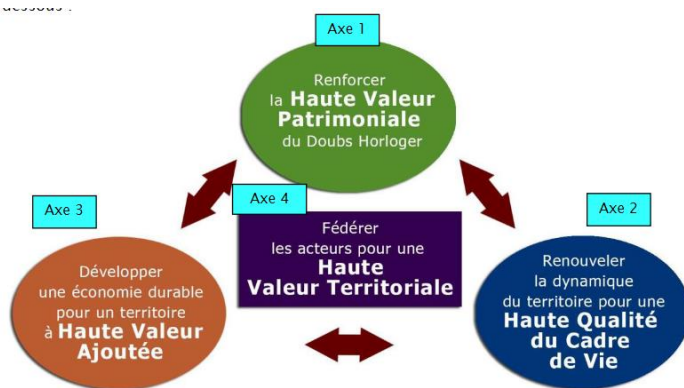 dessous :
Axe 1
Renforcer
la Haute Valeur
Patrimoniale
du Doubs Horloger
Axe 3
Développer
une économie durable
pour un territoire
à Haute Valeur
Ajoutée
Axe 4
Fédérer
les acteurs pour une
Haute
Valeur Territoriale
Axe 2
Renouveler
la dynamique
du territoire pour une
Haute Qualité
du Cadre
de Vie